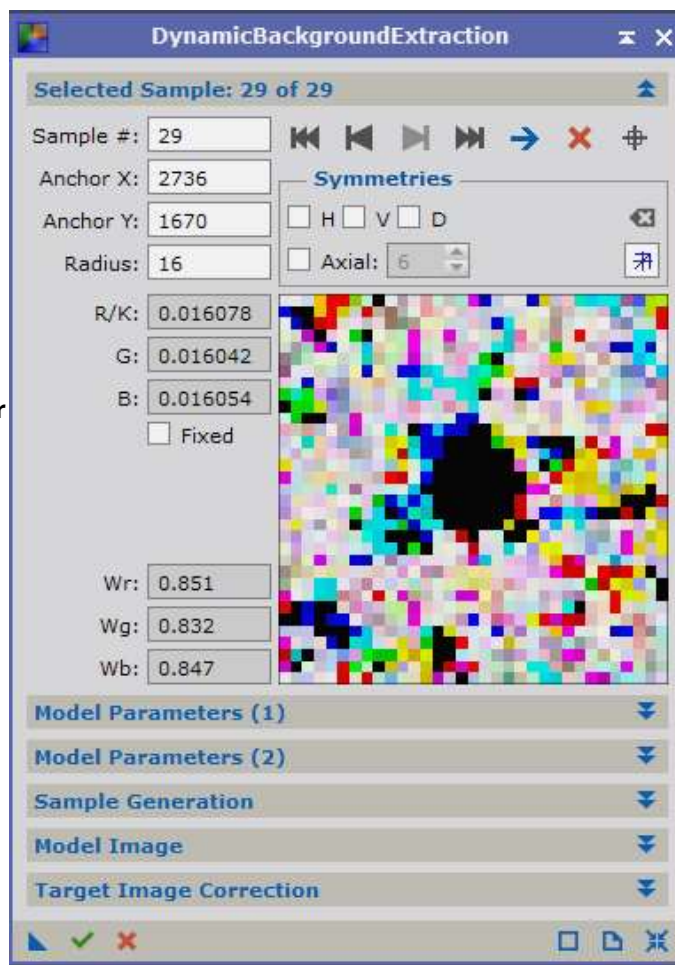 DynamicBackgroundExtraction
Selected Sample: 29 of 29
Sample #: 29
Anchor X: 2736
Symmetries
Anchor Y: 1670
H V D
Radius: 16
Axial: 6
R/K: 0.016078
G: 0.016042
B: 0.016054
r
Fixed
Wr: 0.851
Wg: 0.832
Wb: 0.847
Model Parameters (1)
Model Parameters (2)
Sample Generation
Model Image
Target Image Correction